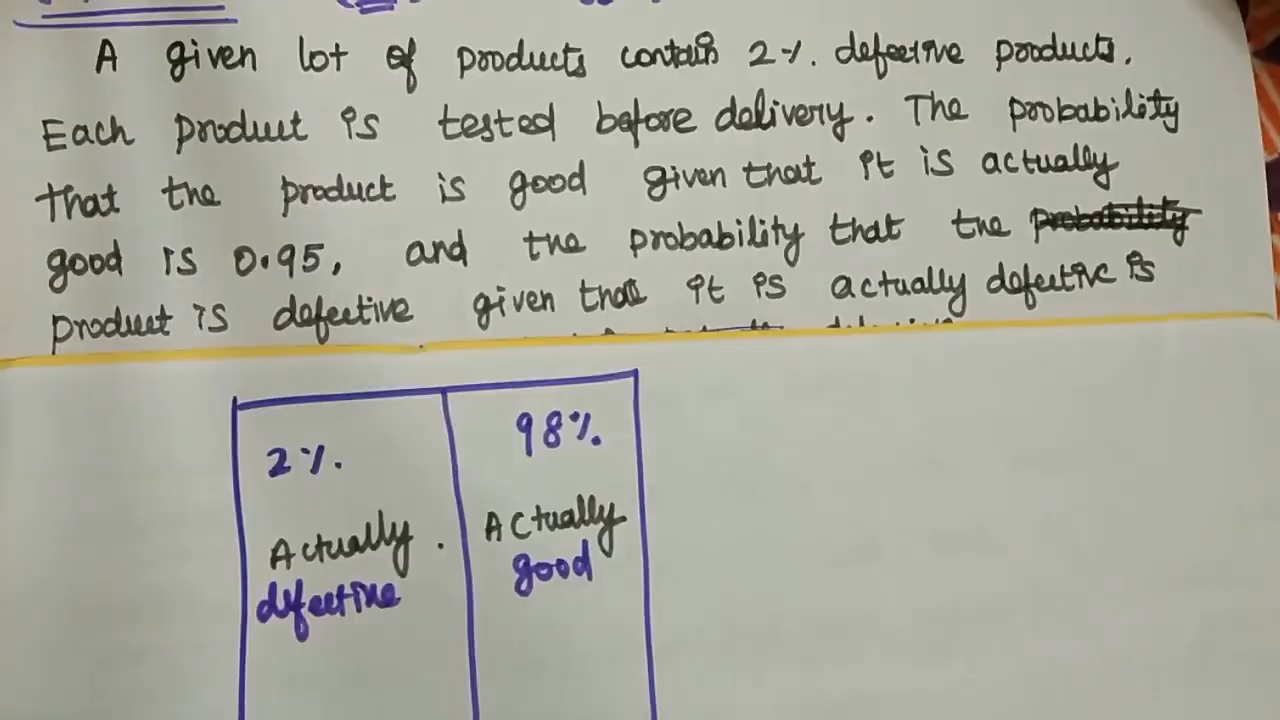 A given lot of products contain 2%. defective products.
Each product is tested before delivery. The probability
that the product is good given that it is actually
good is 0.95, and the probability that the probability
product is defective given that it is actually defective is
2%.
98%.
Actually
defective
Actually
good